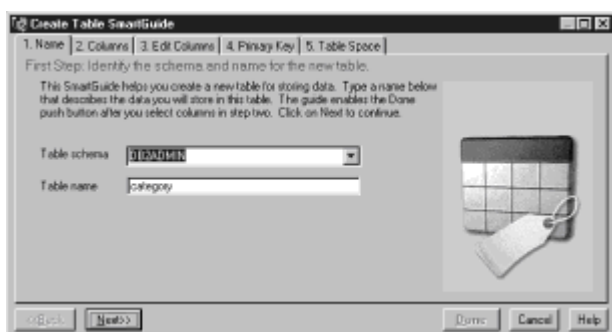 Create Table SmartGuide
1. Name 2. Columns 3. Edit Columns 4. Primary Key 5. Table Space
First Step: Identify the schema and name for the new table.
This SmartGuide helps you create a new table for storing data. Type a name below
that describes the data you will store in this table. The guide enables the Done
push button after you select columns in step two. Click on Next to continue.
Table schema DB2ADMIN
Table name category
<<Back Next>> Done Cancel Help